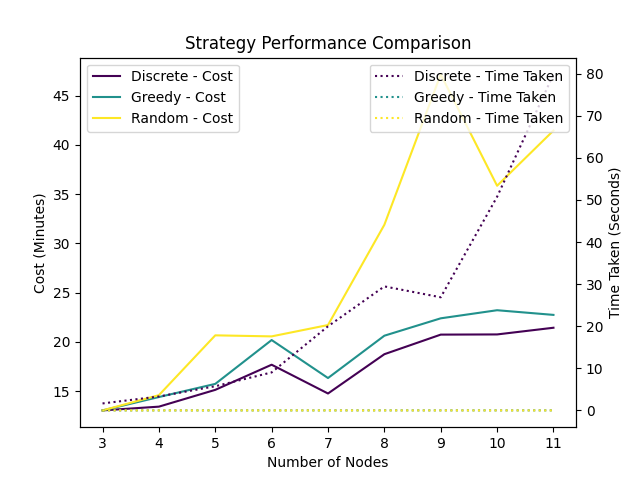 Strategy Performance Comparison
Discrete - Cost
Greedy - Cost
Random - Cost
Discrete - Time Taken
Greedy - Time Taken
Random - Time Taken
Cost (Minutes)
45
40
35
30
25
20
15
80
70
60
50
40
30
20
10
0
Time Taken (Seconds)
3 4 5 6 7 8 9 10 11
Number of Nodes